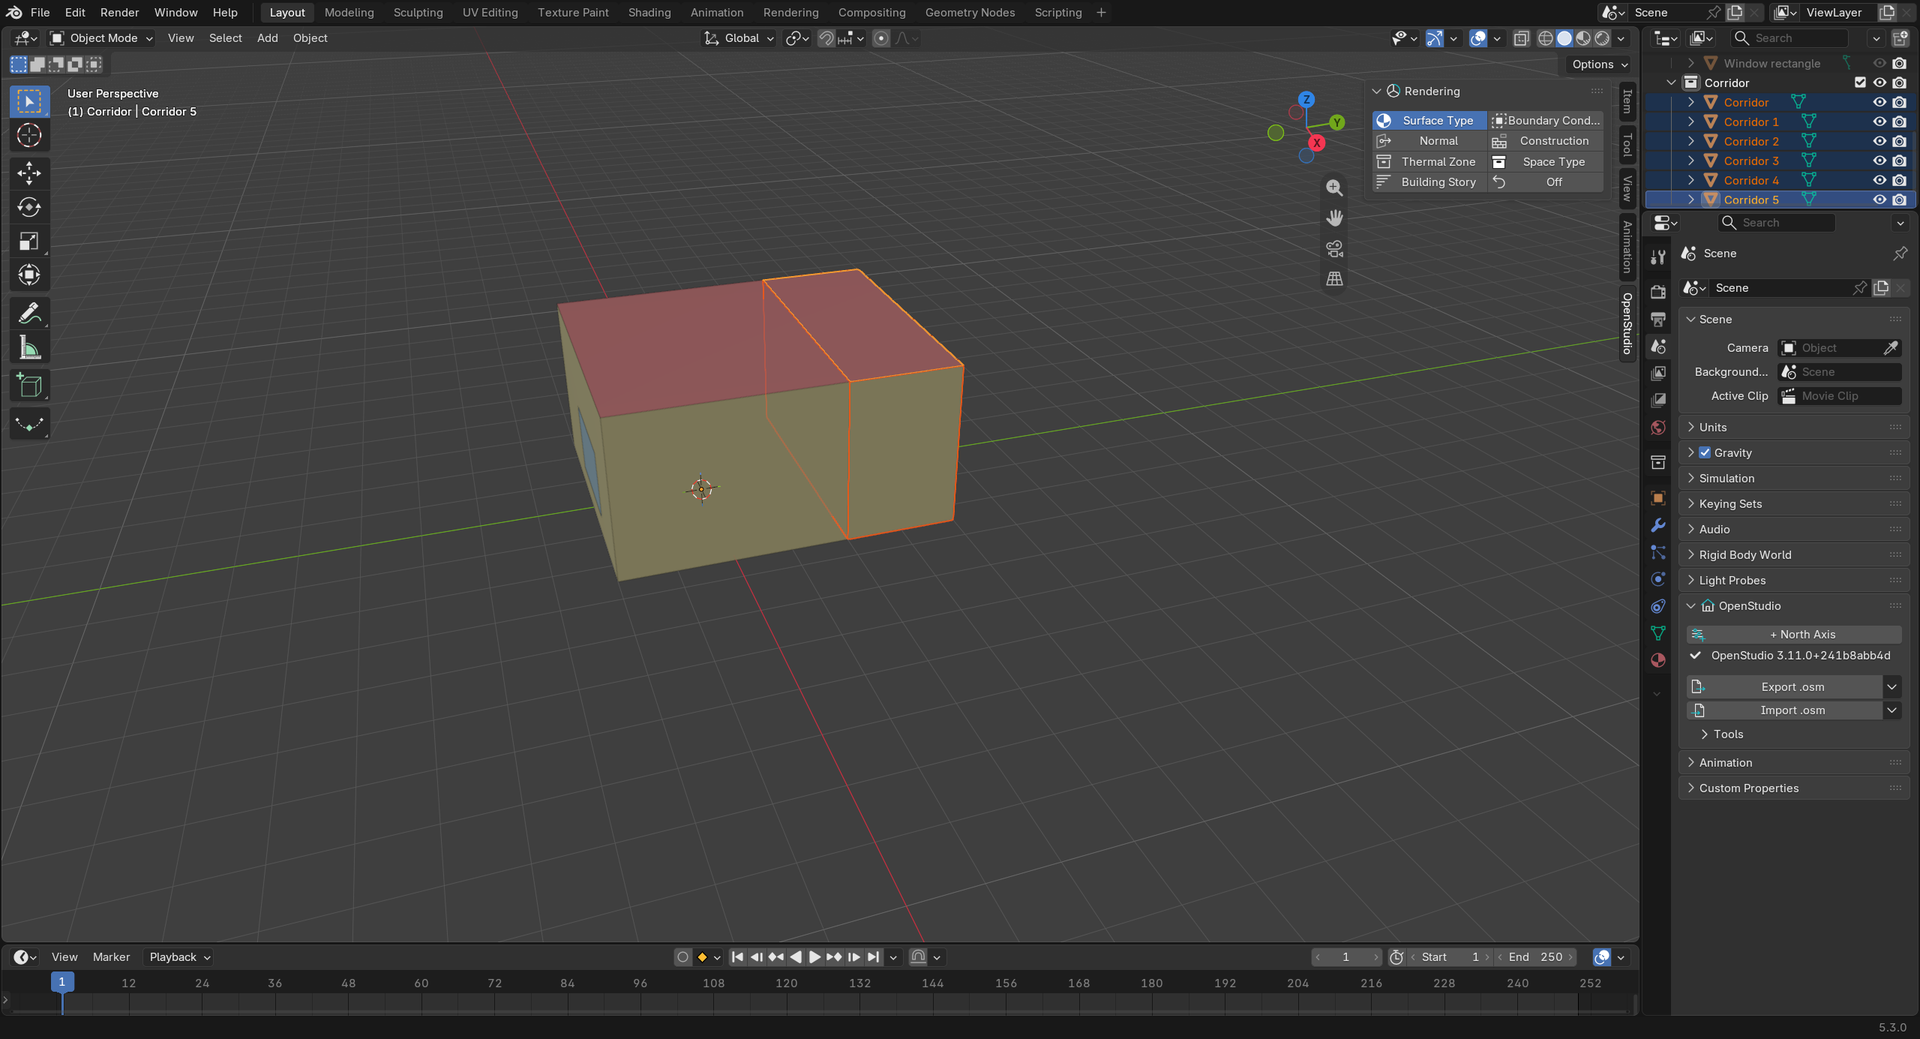 File Edit Render Window Help Layout Modeling Sculpting UV Editing Texture Paint Shading Animation Rendering Compositing Geometry Nodes Scripting + Scene ViewLayer
Object Mode View Select Add Object Global Search
Options
Window rectangle
User Perspective
(1) Corridor | Corridor 5
Rendering
Surface Type Boundary Cond...
Normal Construction
Thermal Zone Space Type
Building Story Off
Z
Y
X
Item
Tool
View
Animation
OpenStudio
Corridor
Corridor
Corridor 1
Corridor 2
Corridor 3
Corridor 4
Corridor 5
Search
Scene
Scene
Scene
Camera Object
Background... Scene
Active Clip Movie Clip
Units
Gravity
Simulation
Keying Sets
Audio
Rigid Body World
Light Probes
OpenStudio
+ North Axis
OpenStudio 3.11.0+241b8abb4d
Export .osm
Import .osm
Tools
Animation
Custom Properties
View Marker Playback 1 Start 1 End 250
1 12 24 36 48 60 72 84 96 108 120 132 144 156 168 180 192 204 216 228 240 252
5.3.0